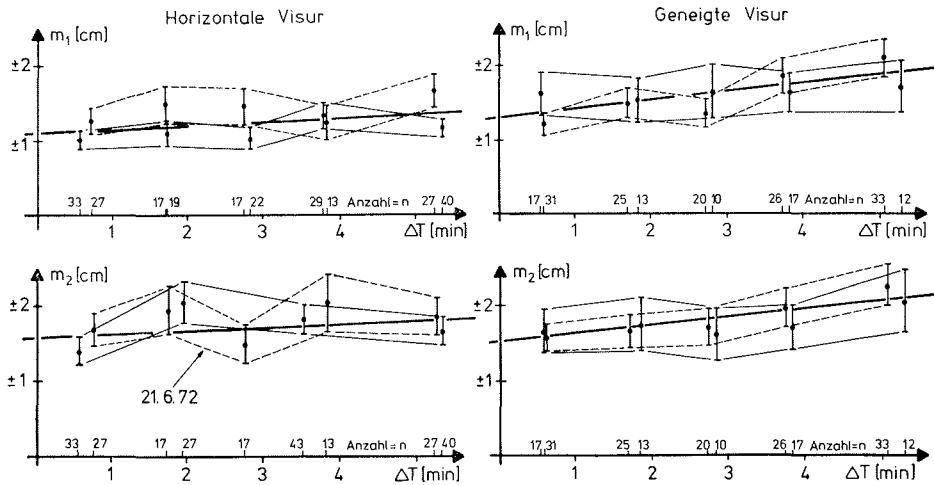 Horizontale Visur
m₁ [cm]
±2
±1
33 27 17 19 17 22 29 13 Anzahl=n 27 40
1 2 3 4 ΔT [min]
Geneigte Visur
m₁ [cm]
±2
±1
17 31 25 13 20 10 26 17 Anzahl=n 33 12
1 2 3 4 ΔT [min]
m₂ [cm]
±2
±1
21.6.72
33 27 17 27 17 43 13 Anzahl=n 27 40
1 2 3 4 ΔT [min]
m₂ [cm]
±2
±1
17 31 25 13 20 10 26 17 Anzahl=n 33 12
1 2 3 4 ΔT [min]